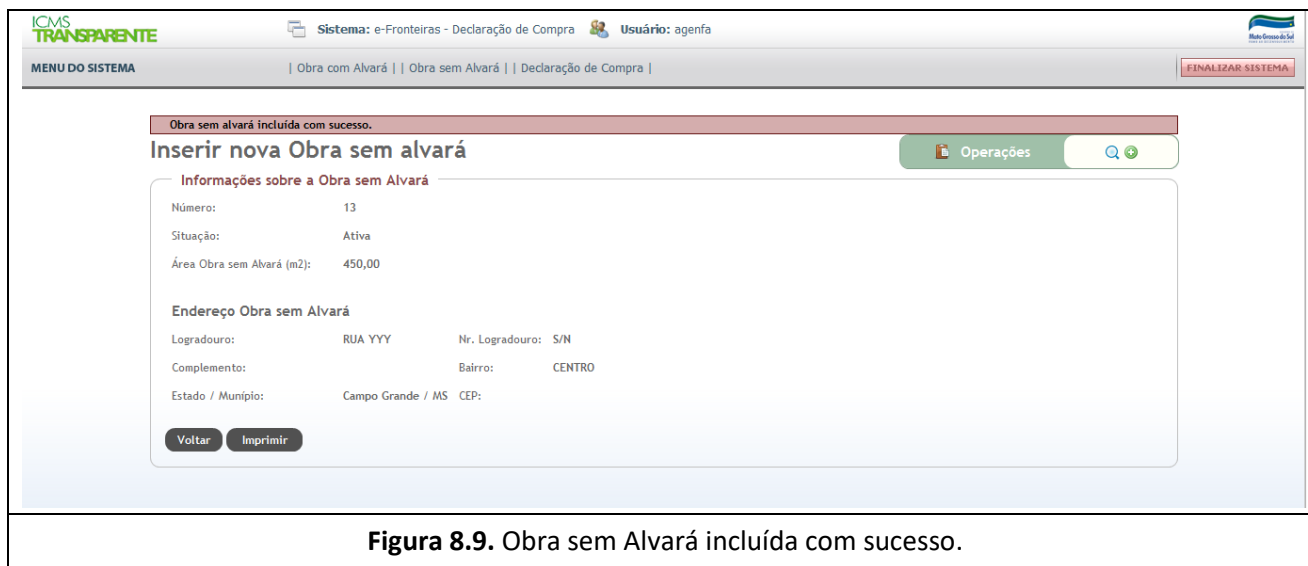 ICMS
TRANSPARENTE
Sistema: e-Fronteiras - Declaração de Compra Usuário: agenfa
Mato Grosso do Sul
MENU DO SISTEMA | Obra com Alvará | | Obra sem Alvará | | Declaração de Compra | FINALIZAR SISTEMA
Obra sem alvará incluída com sucesso.
Inserir nova Obra sem alvará Operações
Informações sobre a Obra sem Alvará
Número: 13
Situação: Ativa
Área Obra sem Alvará (m2): 450,00
Endereço Obra sem Alvará
Logradouro: RUA YYY Nr. Logradouro: S/N
Complemento: Bairro: CENTRO
Estado / Munípio: Campo Grande / MS CEP:
Voltar Imprimir
Figura 8.9. Obra sem Alvará incluída com sucesso.